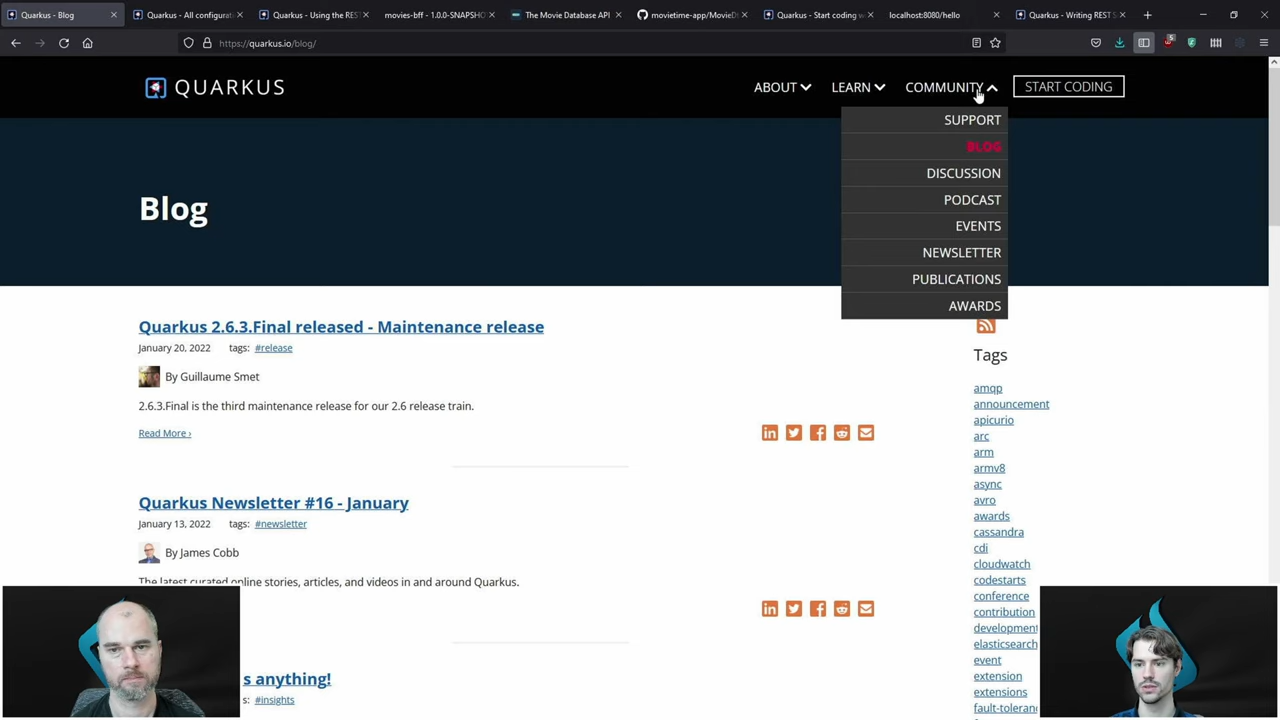 Quarkus - Blog
Quarkus - All configurat
Quarkus - Using the RES
movies-bff - 1.0.0-SNAPSHO
The Movie Database API
movietime-app/MovieD
Quarkus - Start coding w
localhost:8080/hello
Quarkus - Writing REST S
https://quarkus.io/blog/
QUARKUS
ABOUT
LEARN
COMMUNITY
START CODING
SUPPORT
BLOG
DISCUSSION
PODCAST
EVENTS
NEWSLETTER
PUBLICATIONS
AWARDS
Blog
Quarkus 2.6.3.Final released - Maintenance release
January 20, 2022 tags: #release
By Guillaume Smet
2.6.3.Final is the third maintenance release for our 2.6 release train.
Read More ›
Quarkus Newsletter #16 - January
January 13, 2022 tags: #newsletter
By James Cobb
The latest curated online stories, articles, and videos in and around Quarkus.
s anything!
s: #insights
Tags
amqp
announcement
apicurio
arc
arm
armv8
async
avro
awards
cassandra
cdi
cloudwatch
codestarts
conference
contribution
development
elasticsearch
event
extension
extensions
fault-toleran